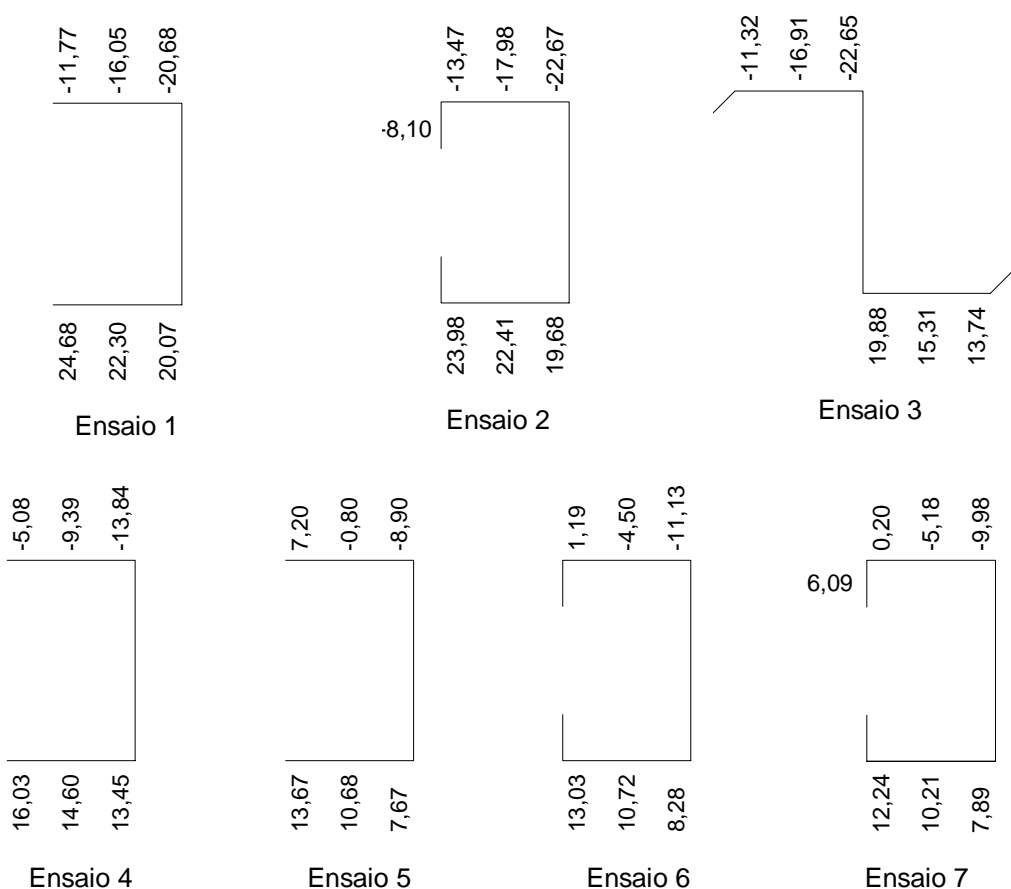 -11,77 -16,05 -20,68
24,68 22,30 20,07
Ensaio 1
-13,47 -17,98 -22,67
-8,10
23,98 22,41 19,68
Ensaio 2
-11,32 -16,91 -22,65
19,88 15,31 13,74
Ensaio 3
-5,08 -9,39 -13,84
16,03 14,60 13,45
Ensaio 4
7,20 -0,80 -8,90
13,67 10,68 7,67
Ensaio 5
1,19 -4,50 -11,13
13,03 10,72 8,28
Ensaio 6
0,20 -5,18 -9,98
6,09
12,24 10,21 7,89
Ensaio 7